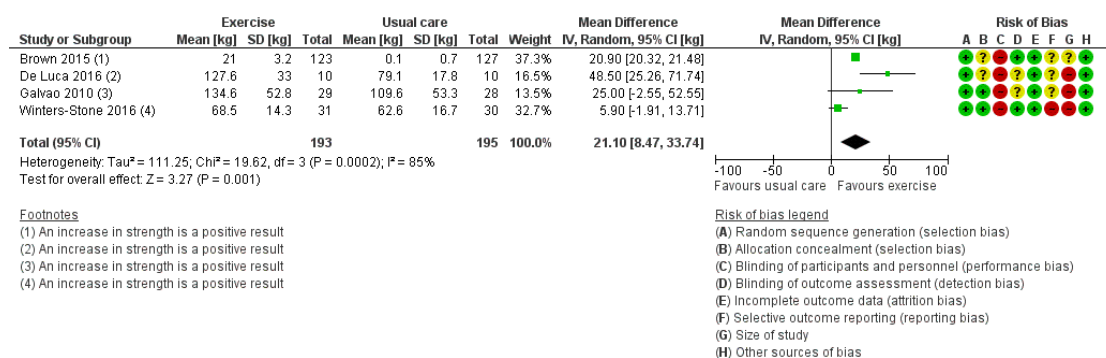 Exercise Usual care Mean Difference Mean Difference Risk of Bias
Study or Subgroup Mean [kg] SD [kg] Total Mean [kg] SD [kg] Total Weight IV, Random, 95% CI [kg] IV, Random, 95% CI [kg] A B C D E F G H
Brown 2015 (1) 21 3.2 123 0.1 0.7 127 37.3% 20.90 [20.32, 21.48] + ? - + + ? ? +
De Luca 2016 (2) 127.6 33 10 79.1 17.8 10 16.5% 48.50 [25.26, 71.74] + ? - ? + ? - +
Galvao 2010 (3) 134.6 52.8 29 109.6 53.3 28 13.5% 25.00 [-2.55, 52.55] + + - ? + ? - +
Winters-Stone 2016 (4) 68.5 14.3 31 62.6 16.7 30 32.7% 5.90 [-1.91, 13.71] + + - + + - - +
Total (95% CI) 193 195 100.0% 21.10 [8.47, 33.74]
Heterogeneity: Tau² = 111.25; Chi² = 19.62, df = 3 (P = 0.0002); I² = 85%
Test for overall effect: Z = 3.27 (P = 0.001)
-100 -50 0 50 100
Favours usual care Favours exercise
Footnotes
(1) An increase in strength is a positive result
(2) An increase in strength is a positive result
(3) An increase in strength is a positive result
(4) An increase in strength is a positive result
Risk of bias legend
(A) Random sequence generation (selection bias)
(B) Allocation concealment (selection bias)
(C) Blinding of participants and personnel (performance bias)
(D) Blinding of outcome assessment (detection bias)
(E) Incomplete outcome data (attrition bias)
(F) Selective outcome reporting (reporting bias)
(G) Size of study
(H) Other sources of bias